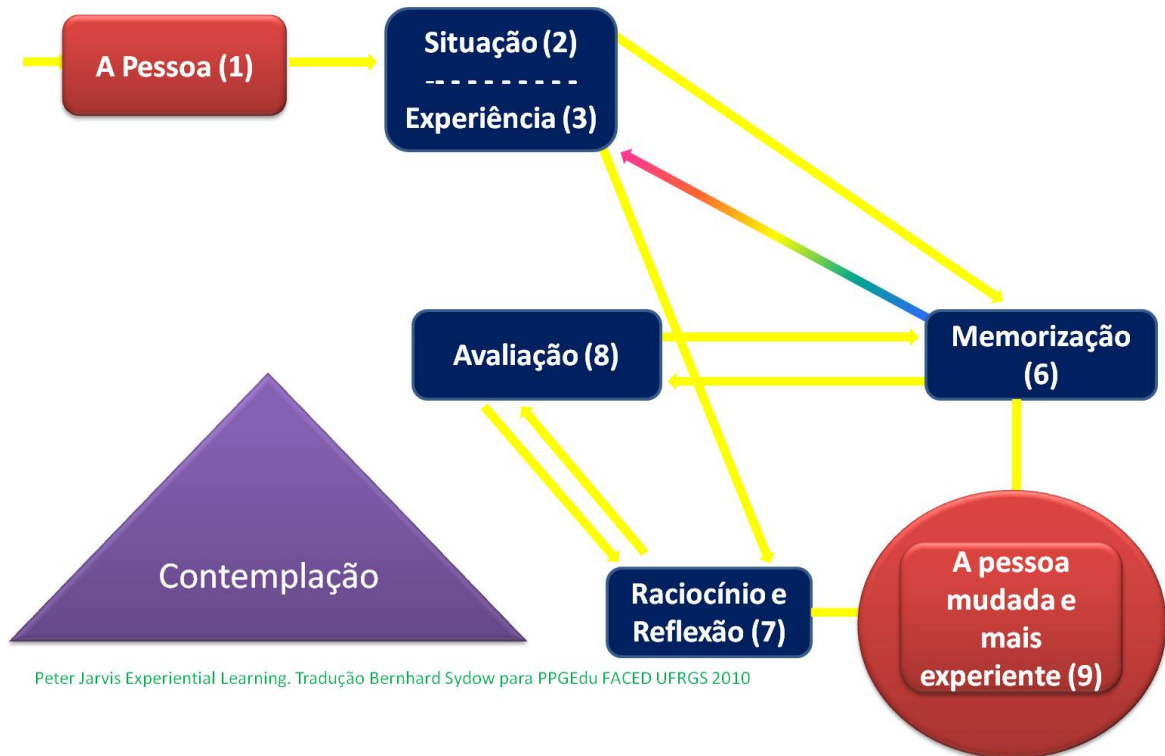 A Pessoa (1)
Situação (2)
-- - - - - - - - -
Experiência (3)
Avaliação (8)
Memorização
(6)
Contemplação
Raciocínio e
Reflexão (7)
A pessoa
mudada e
mais
experiente (9)
Peter Jarvis Experiential Learning. Tradução Bernhard Sydow para PPGEdu FACED UFRGS 2010